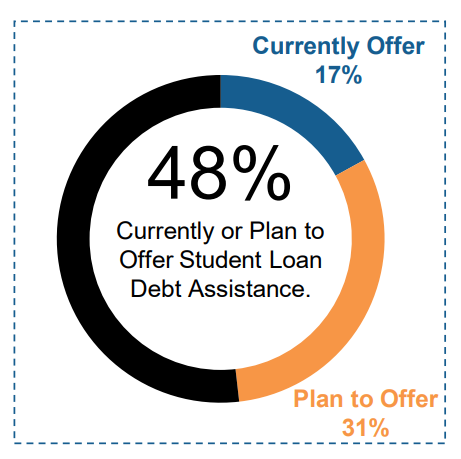 Currently Offer
17%
48%
Currently or Plan to
Offer Student Loan
Debt Assistance.
Plan to Offer
31%